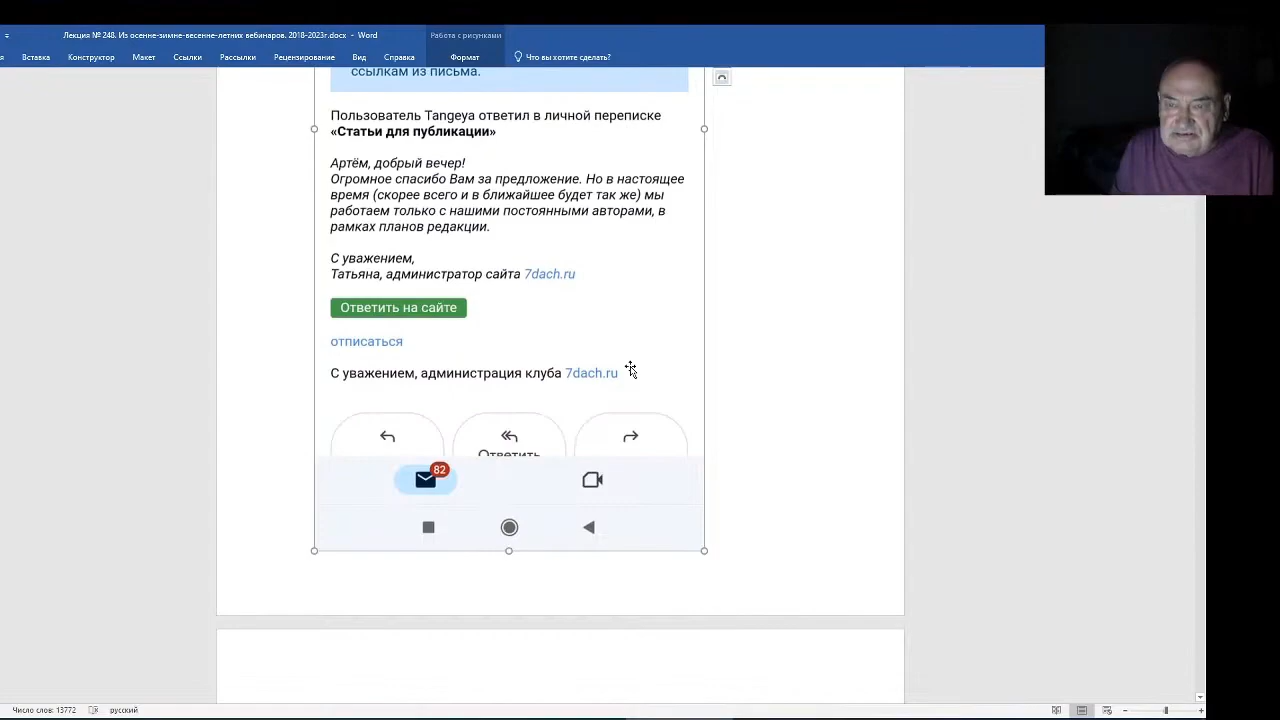 Лекция № 248. Из осенне-зимне-весенне-летних вебинаров. 2018-2023г.docx - Word
Работа с рисунками
Вставка Конструктор Макет Ссылки Рассылки Рецензирование Вид Справка Формат Что вы хотите сделать?
ссылкам из письма.
Пользователь Tangeya ответил в личной переписке
«Статьи для публикации»
Артём, добрый вечер!
Огромное спасибо Вам за предложение. Но в настоящее
время (скорее всего и в ближайшее будет так же) мы
работаем только с нашими постоянными авторами, в
рамках планов редакции.
С уважением,
Татьяна, администратор сайта 7dach.ru
Ответить на сайте
отписаться
С уважением, администрация клуба 7dach.ru
Ответить
82
Число слов: 13772 русский